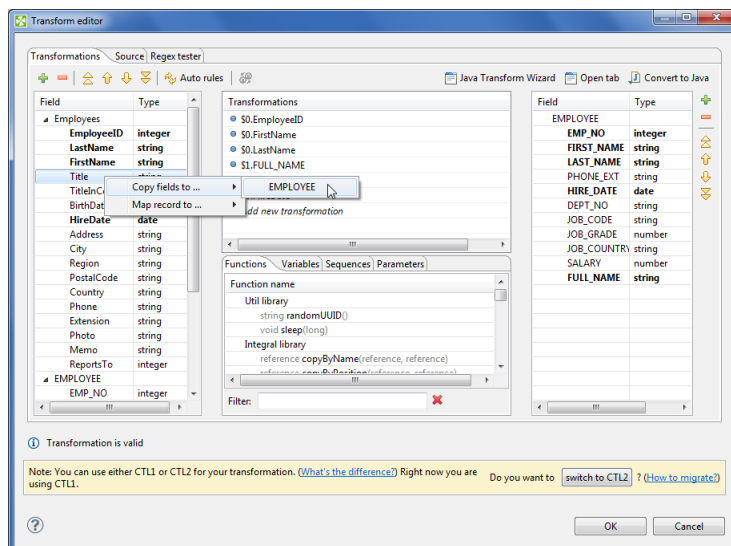 Transform editor
Transformations Source Regex tester
Auto rules Java Transform Wizard Open tab Convert to Java
Field Type
Employees
EmployeeID integer
LastName string
FirstName string
Title string
BirthDat
HireDate date
Address string
City string
Region string
PostalCode string
Country string
Phone string
Extension string
Photo string
Memo string
ReportsTo integer
EMPLOYEE
EMP_NO integer
Copy fields to ...
Map record to ...
EMPLOYEE
Transformations
$0.EmployeeID
$0.FirstName
$0.LastName
$1.FULL_NAME
dd new transformation
Functions Variables Sequences Parameters
Function name
Util library
string randomUUID()
void sleep(long)
Integral library
reference copyByName(reference, reference)
reference copyByPosition(reference, reference)
Filter:
Field Type
EMPLOYEE
EMP_NO integer
FIRST_NAME string
LAST_NAME string
PHONE_EXT string
HIRE_DATE date
DEPT_NO string
JOB_CODE string
JOB_GRADE number
JOB_COUNTRY string
SALARY number
FULL_NAME string
Transformation is valid
Note: You can use either CTL1 or CTL2 for your transformation. (What's the difference?) Right now you are
using CTL1.
Do you want to switch to CTL2 ? (How to migrate?)
OK Cancel